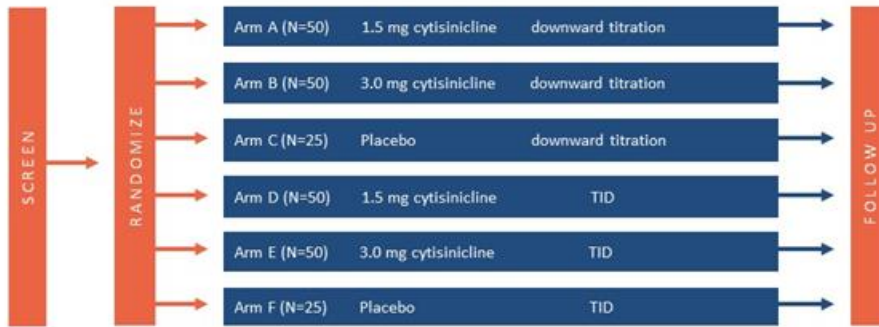 SCREEN
RANDOMIZE
Arm A (N=50) 1.5 mg cytisinicline downward titration
Arm B (N=50) 3.0 mg cytisinicline downward titration
Arm C (N=25) Placebo downward titration
Arm D (N=50) 1.5 mg cytisinicline TID
Arm E (N=50) 3.0 mg cytisinicline TID
Arm F (N=25) Placebo TID
FOLLOW UP